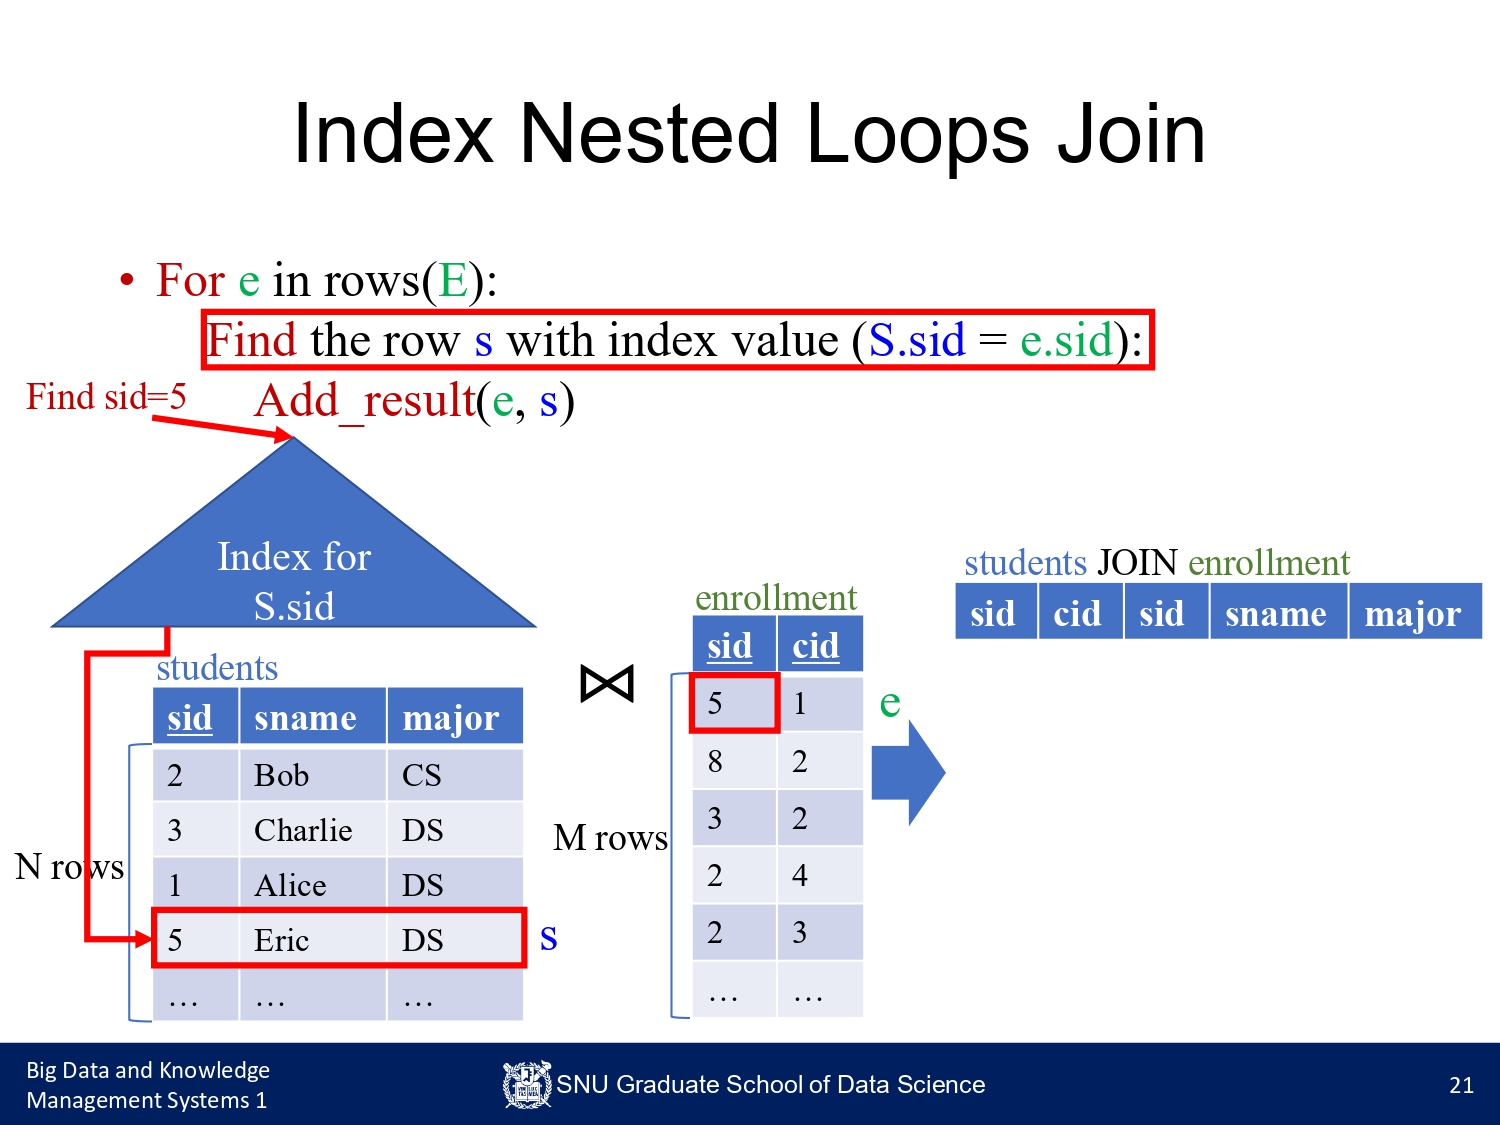 Index Nested Loops Join
• For e in rows(E):
Find the row s with index value (S.sid = e.sid):
Add_result(e, s)
Find sid=5
Index for
S.sid
students
sid sname major
2 Bob CS
3 Charlie DS
1 Alice DS
5 Eric DS
… … …
N rows
s
⋈
enrollment
sid cid
5 1
8 2
3 2
2 4
2 3
… …
M rows
e
students JOIN enrollment
sid cid sid sname major
Big Data and Knowledge
Management Systems 1
SNU Graduate School of Data Science
21